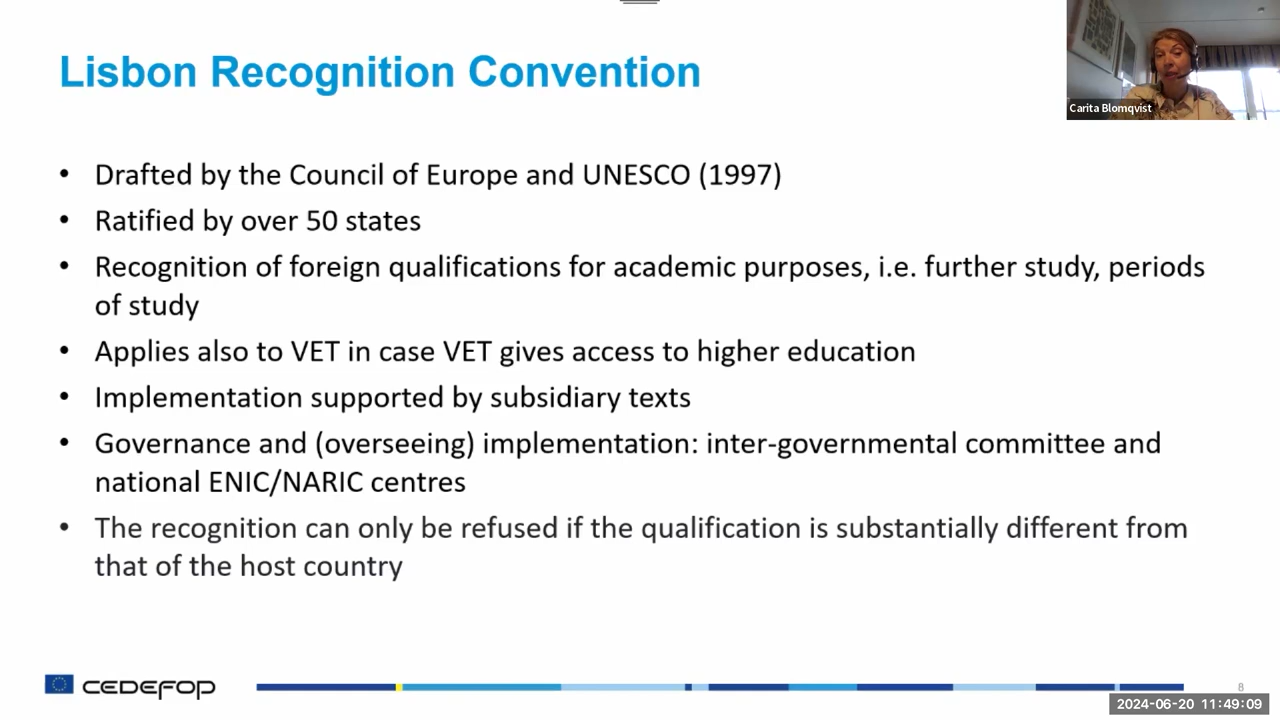 Lisbon Recognition Convention
Carita Blomqvist
• Drafted by the Council of Europe and UNESCO (1997)
• Ratified by over 50 states
• Recognition of foreign qualifications for academic purposes, i.e. further study, periods
of study
• Applies also to VET in case VET gives access to higher education
• Implementation supported by subsidiary texts
• Governance and (overseeing) implementation: inter-governmental committee and
national ENIC/NARIC centres
• The recognition can only be refused if the qualification is substantially different from
that of the host country
CEDEFOP
8
2024-06-20 11:49:09